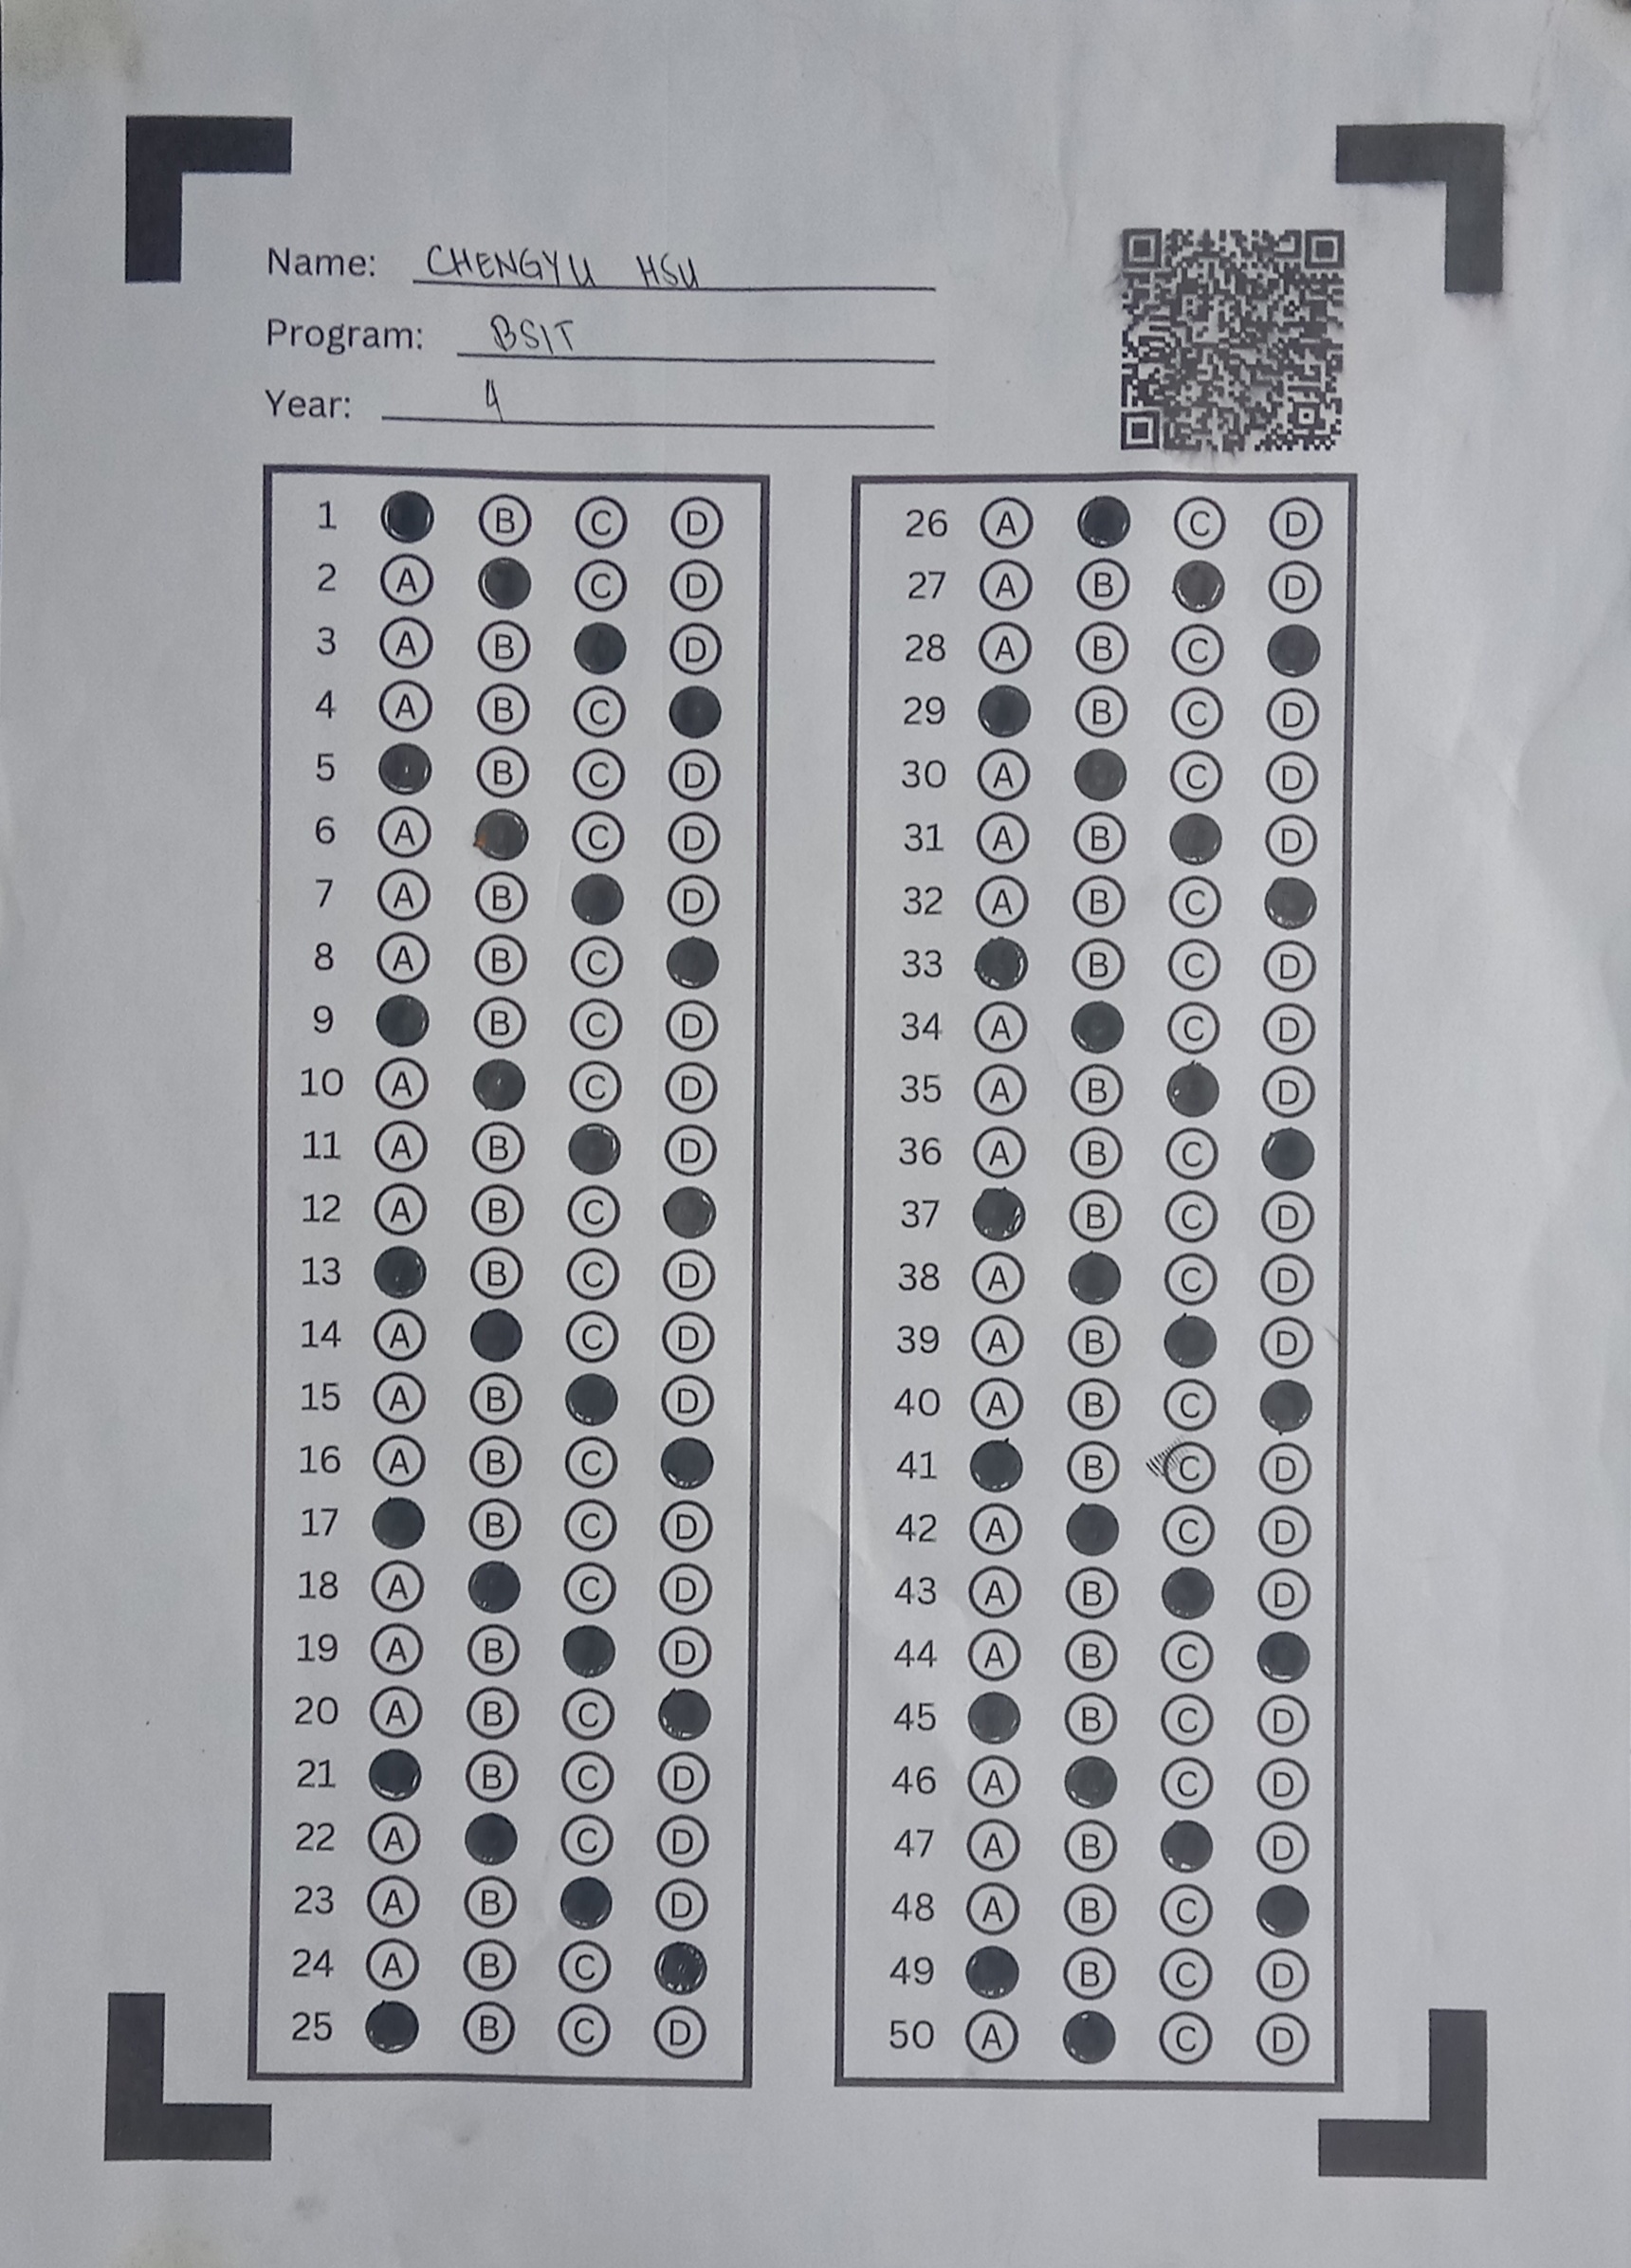 Name: CHENGYU HSU
Program: BSIT
Year: 4
1 B C D
2 A C D
3 A B D
4 A B C
5 B C D
6 A C D
7 A B D
8 A B C
9 B C D
10 A C D
11 A B D
12 A B C
13 B C D
14 A C D
15 A B D
16 A B C
17 B C D
18 A C D
19 A B D
20 A B C
21 B C D
22 A C D
23 A B D
24 A B C
25 B C D
26 A C D
27 A B D
28 A B C
29 B C D
30 A C D
31 A B D
32 A B C
33 B C D
34 A C D
35 A B D
36 A B C
37 B C D
38 A C D
39 A B D
40 A B C
41 B C D
42 A C D
43 A B D
44 A B C
45 B C D
46 A C D
47 A B D
48 A B C
49 B C D
50 A C D